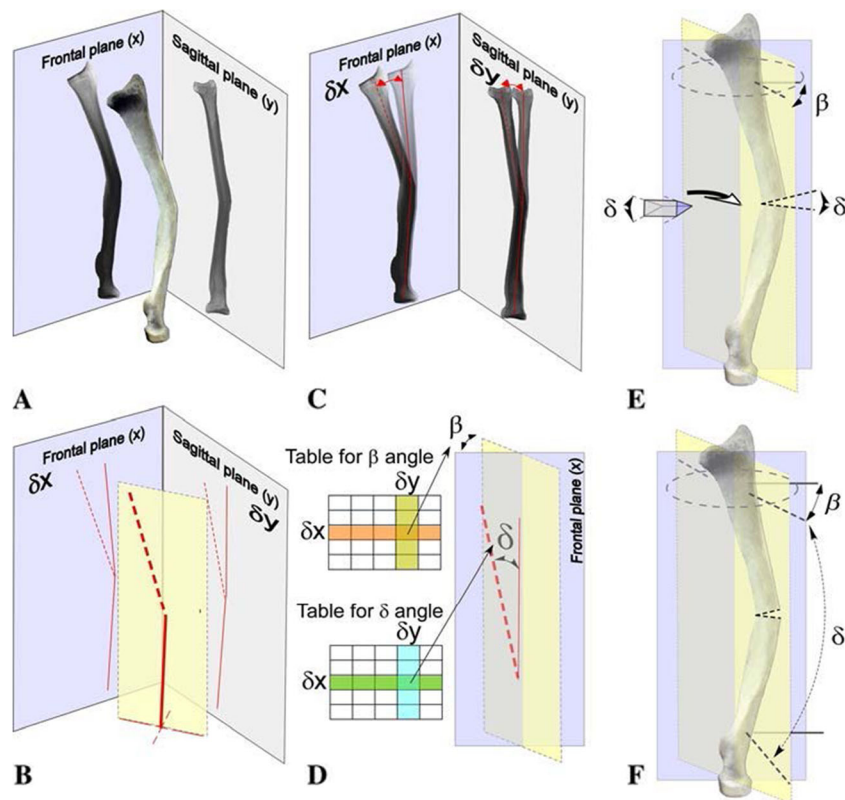 Frontal plane (x)
Sagittal plane (y)
A
Frontal plane (x)
Sagittal plane (y)
δx
δy
C
β
δ
δ
E
Frontal plane (x)
Sagittal plane (y)
δx
δy
B
β
Table for β angle
δy
δx
Table for δ angle
δy
δx
δ
Frontal plane (x)
D
β
δ
F